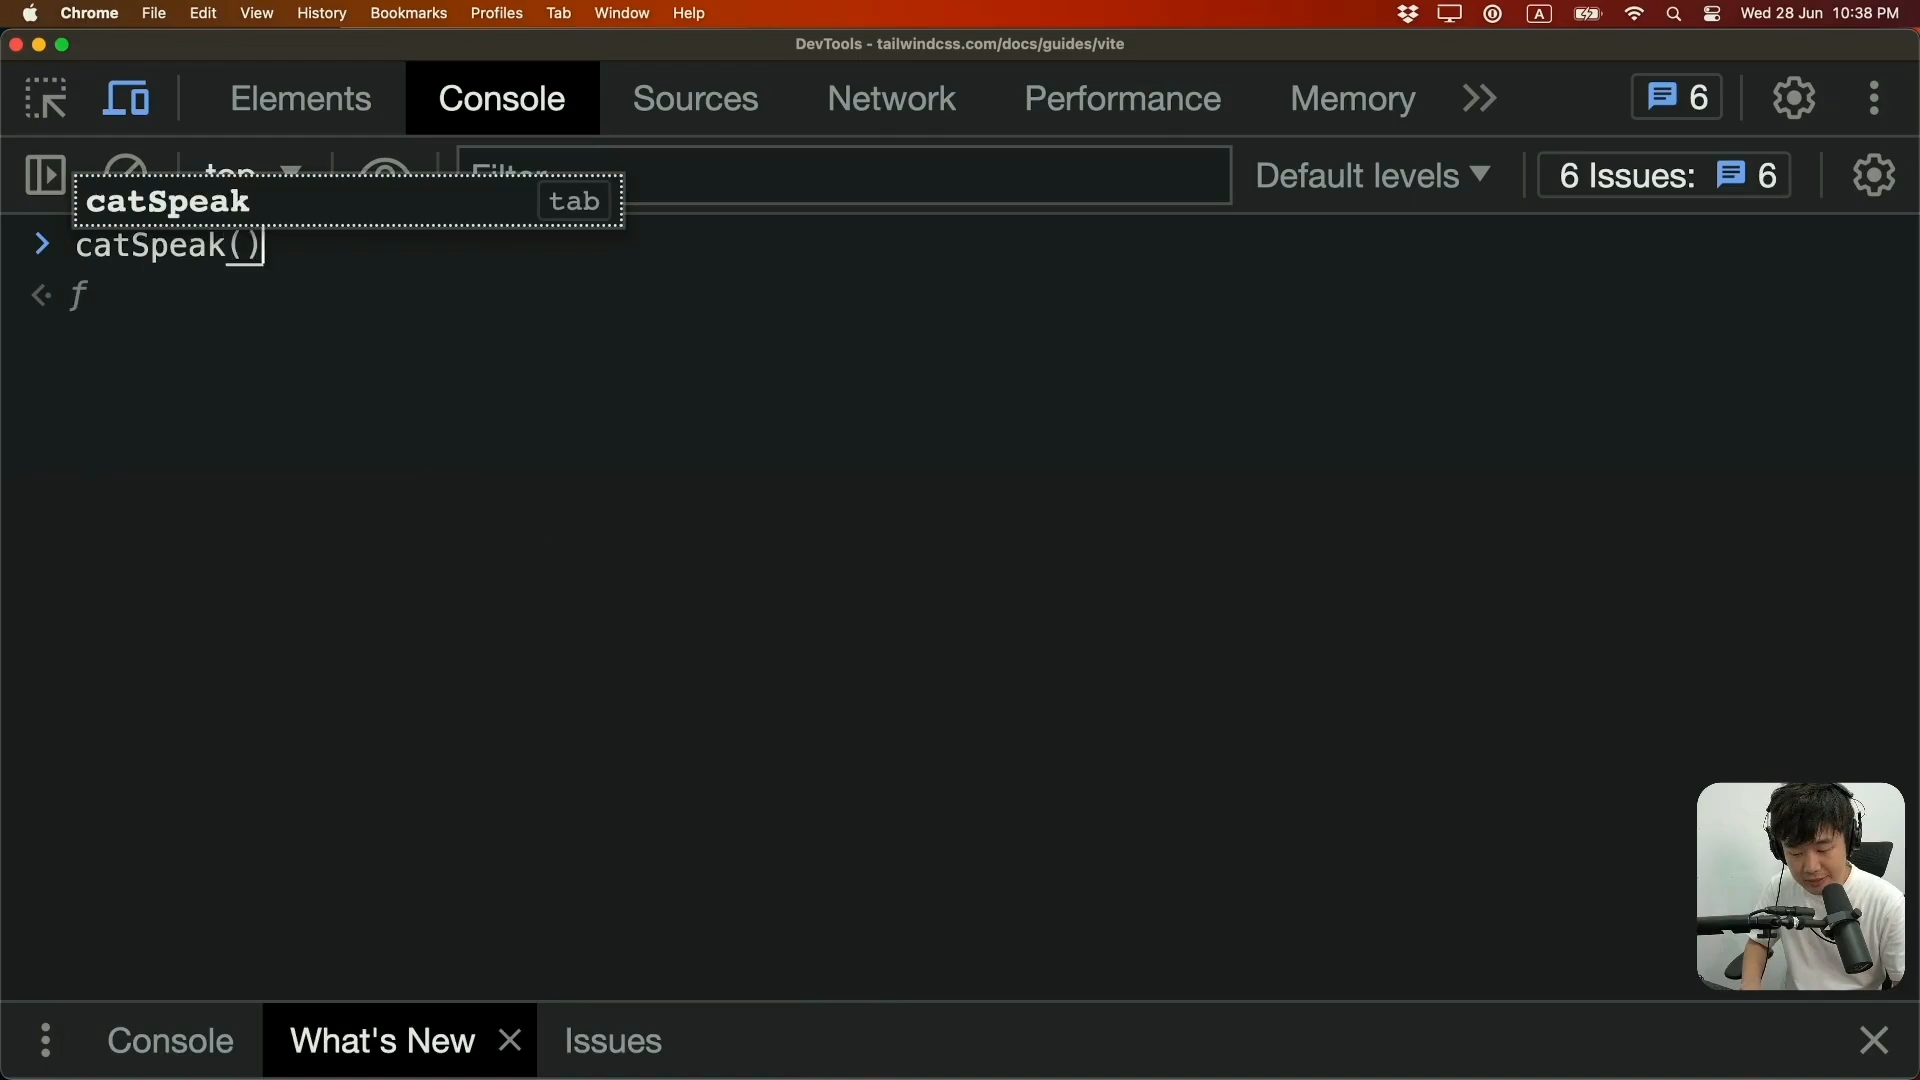 Chrome File Edit View History Bookmarks Profiles Tab Window Help A Wed 28 Jun 10:38 PM
DevTools - tailwindcss.com/docs/guides/vite
Elements Console Sources Network Performance Memory >> 6
top Filter Default levels ▼ 6 Issues: 6
catSpeak tab
> catSpeak()
f
Console What's New Issues